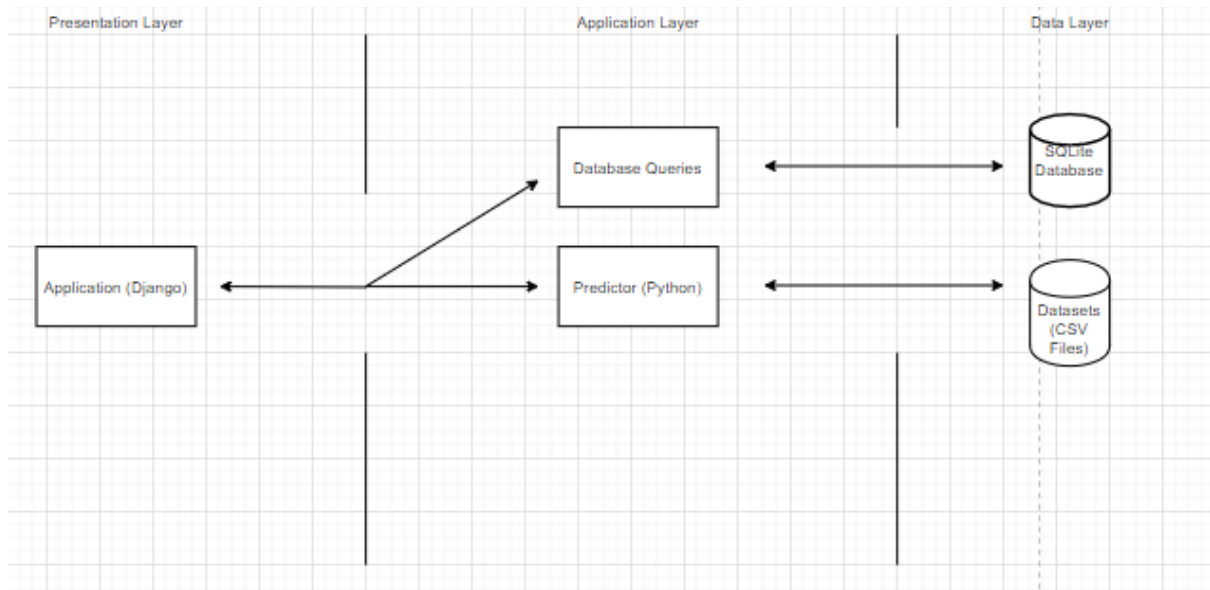 Presentation Layer
Application Layer
Data Layer
Database Queries
SQLite
Database
Application (Django)
Predictor (Python)
Datasets
(CSV
Files)